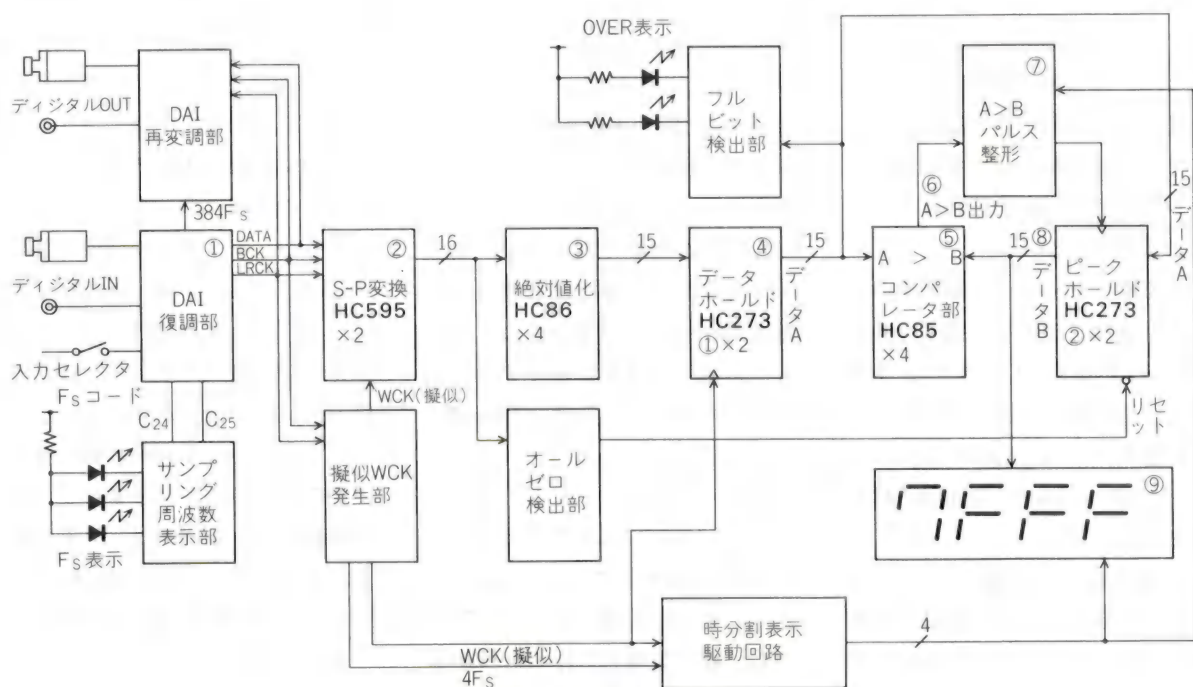 OVER表示
ディジタルOUT
DAI
再変調部
フル
ビット
検出部
⑦
A>B
パルス
整形
384Fs
⑥
A>B出力
15
データA
ディジタルIN
①
DAI
復調部
DATA
BCK
LRCK
②
S-P変換
HC595
×2
16
③
絶対値化
HC86
×4
15
④
データ
ホールド
HC273
①×2
15
データA
A > B
⑤
コンパ
レータ部
HC85
×4
15
⑧
データB
ピーク
ホールド
HC273
②×2
入力セレクタ
Fsコード
C24
C25
WCK(擬似)
リセット
サンプ
リング
周波数
表示部
Fs表示
擬似WCK
発生部
オール
ゼロ
検出部
7FFF
⑨
WCK(擬似)
4Fs
時分割表示
駆動回路
4